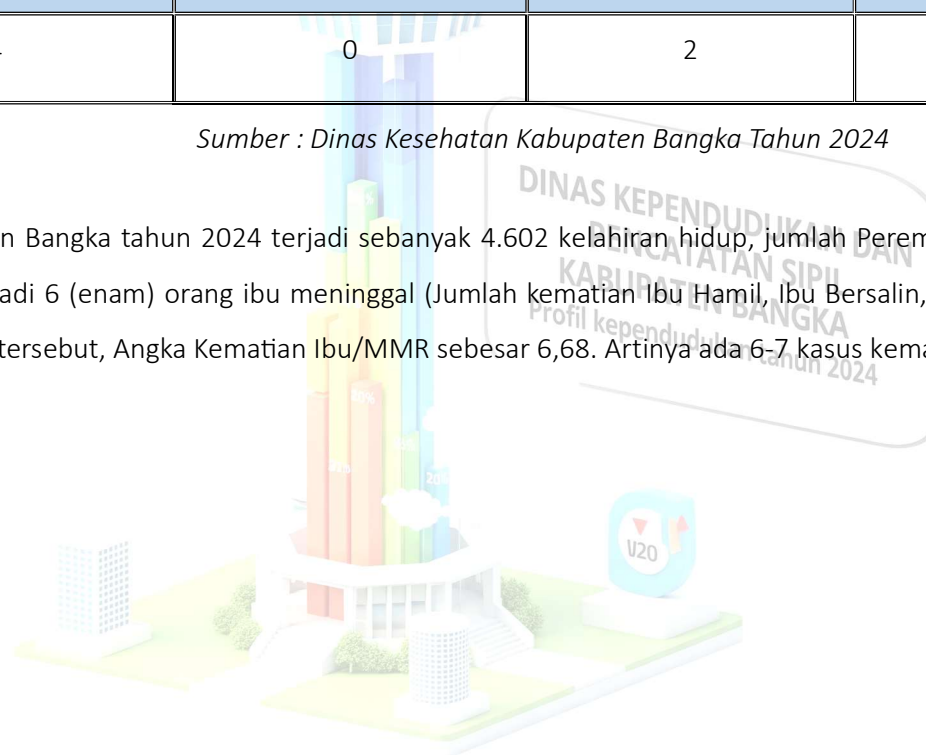 0 2
Sumber : Dinas Kesehatan Kabupaten Bangka Tahun 2024
n Bangka tahun 2024 terjadi sebanyak 4.602 kelahiran hidup, jumlah Perem
adi 6 (enam) orang ibu meninggal (Jumlah kematian Ibu Hamil, Ibu Bersalin,
tersebut, Angka Kematian Ibu/MMR sebesar 6,68. Artinya ada 6-7 kasus kema
DINAS KEPENDUDUKAN DAN
PENCATATAN SIPIL
KABUPATEN BANGKA
Profil kependudukan tahun 2024
20%
20%
V20